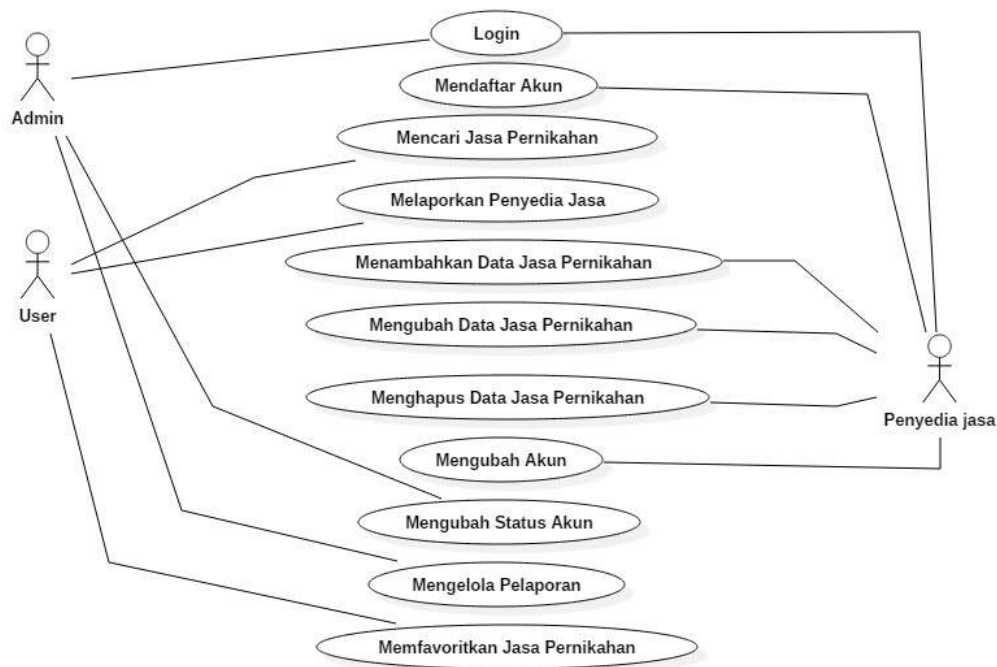 Login
Mendaftar Akun
Admin
Mencari Jasa Pernikahan
Melaporkan Penyedia Jasa
Menambahkan Data Jasa Pernikahan
User
Mengubah Data Jasa Pernikahan
Menghapus Data Jasa Pernikahan
Penyedia jasa
Mengubah Akun
Mengubah Status Akun
Mengelola Pelaporan
Memfavoritkan Jasa Pernikahan